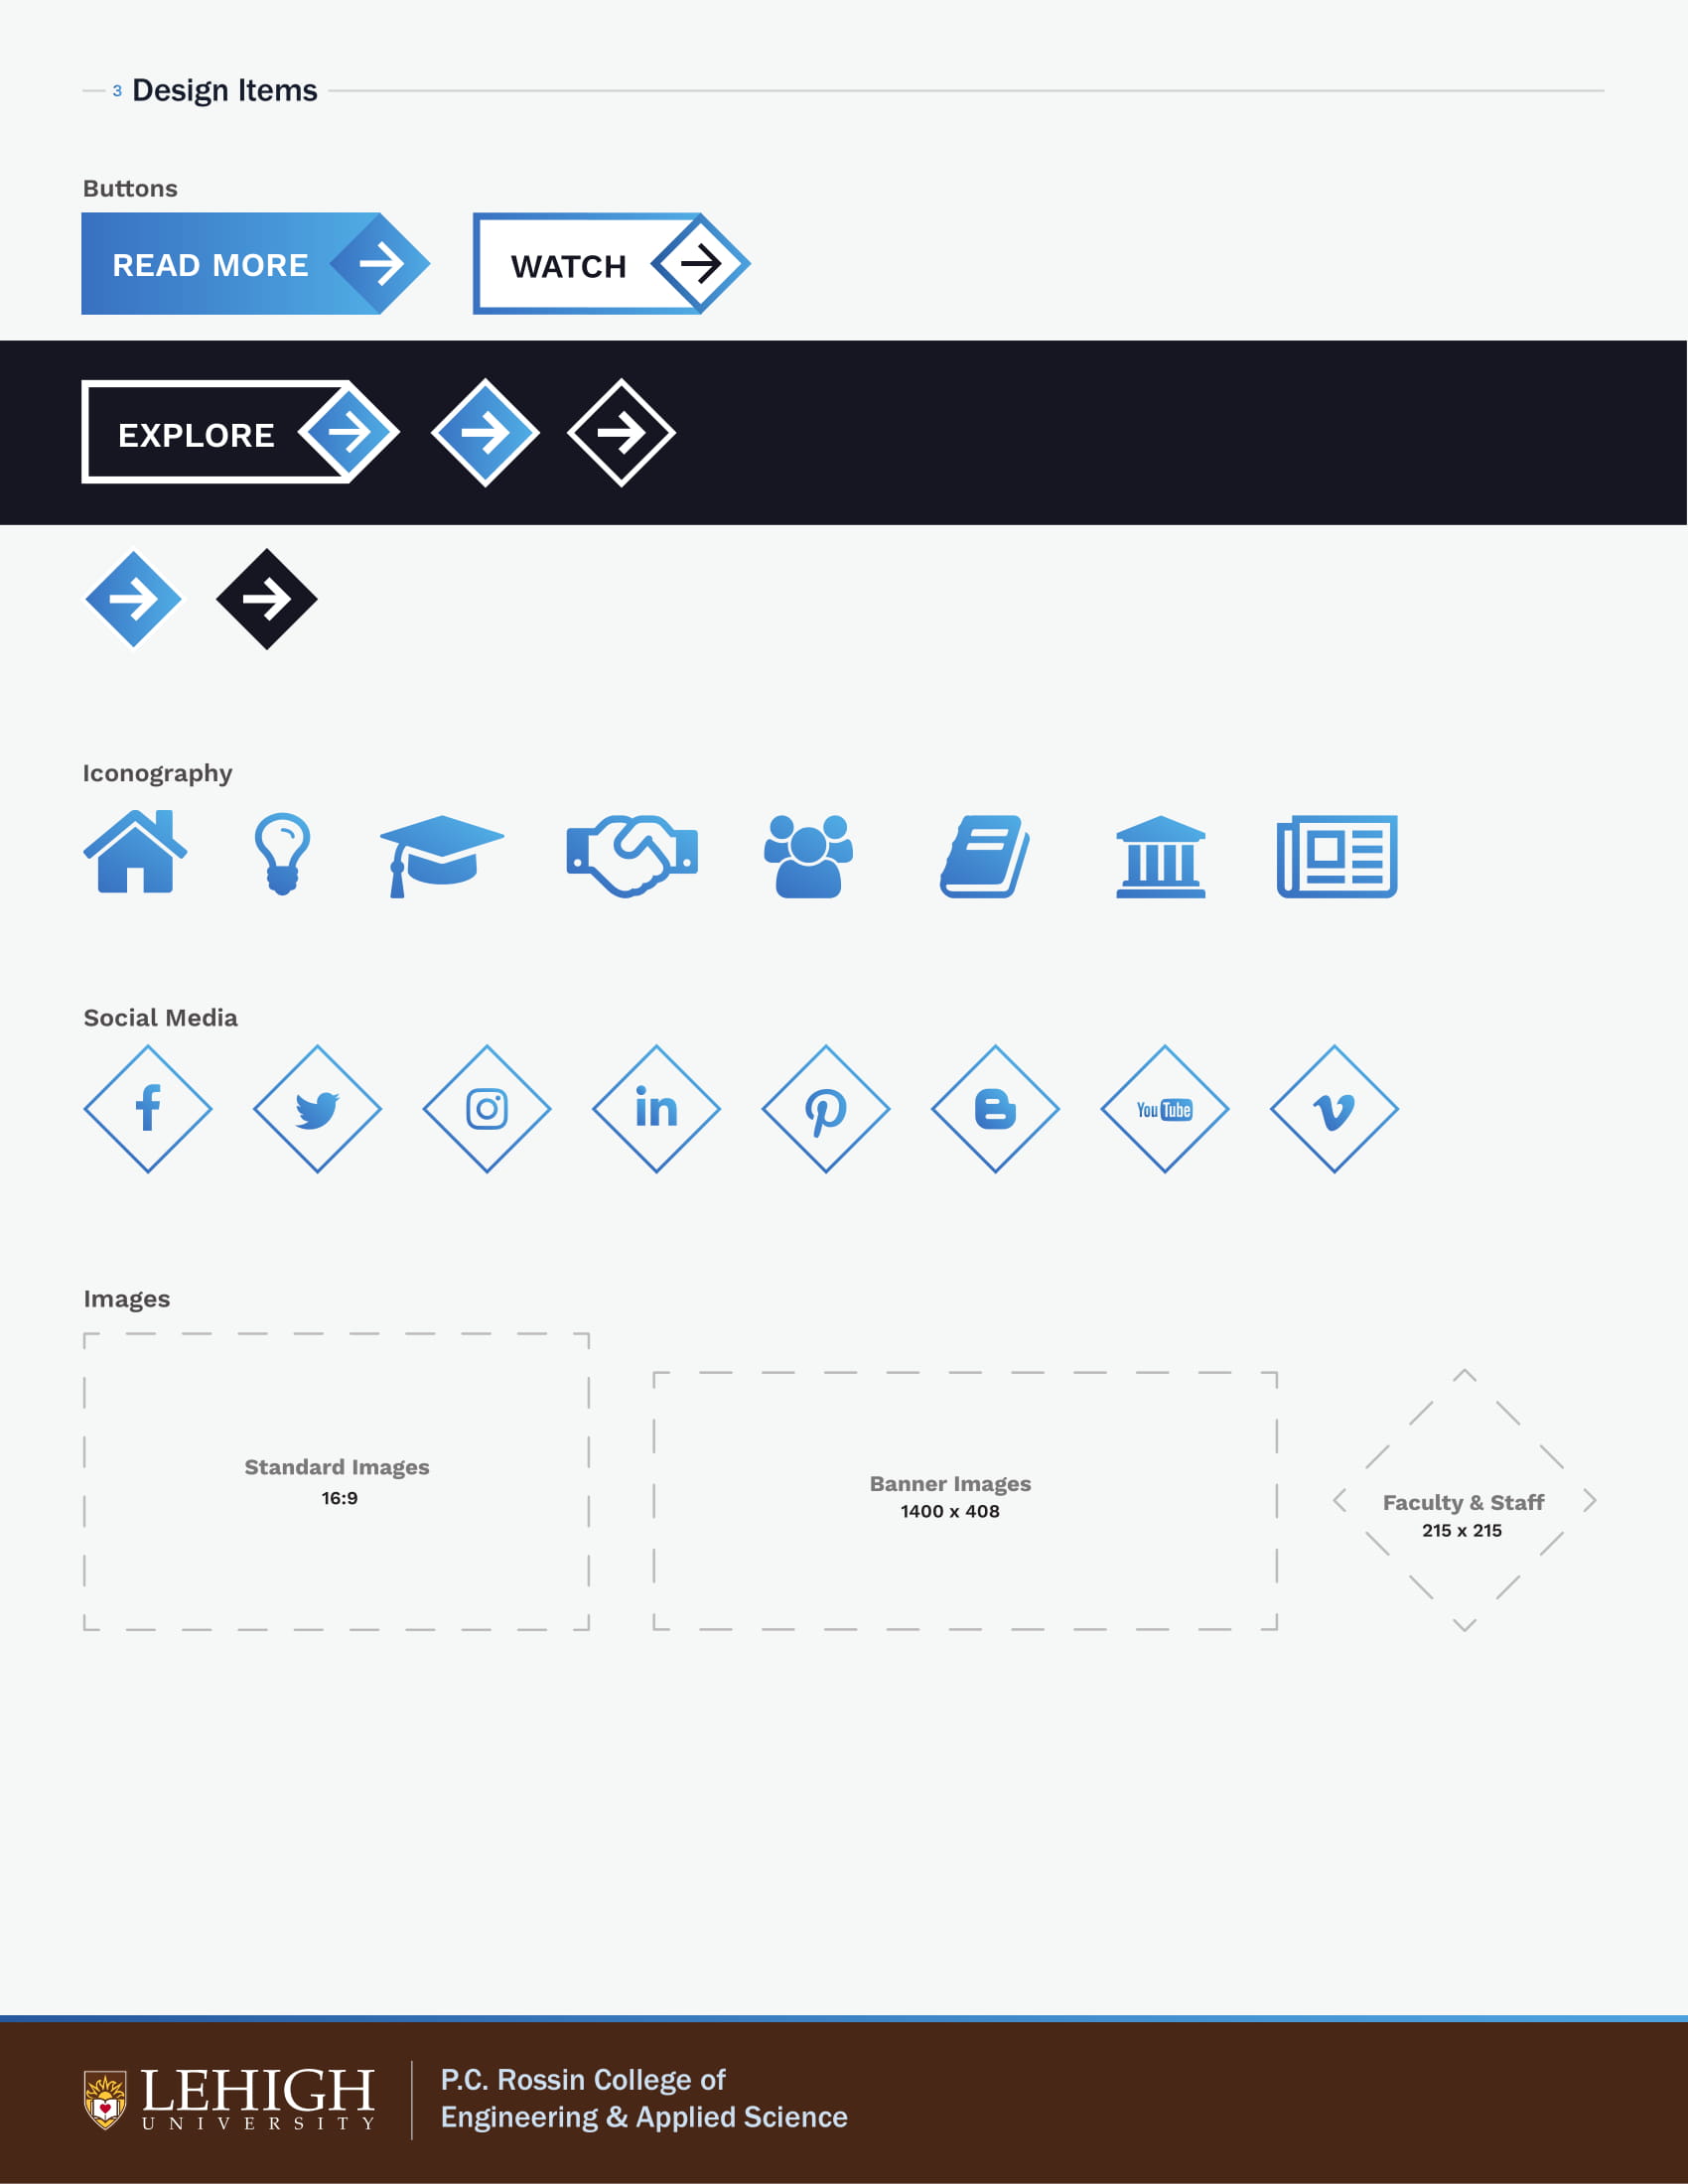 3 Design Items
Buttons
READ MORE
WATCH
EXPLORE
Iconography
Social Media
f
in
You Tube
Images
Standard Images
16:9
Banner Images
1400 x 408
Faculty & Staff
215 x 215
LEHIGH
UNIVERSITY
P.C. Rossin College of
Engineering & Applied Science